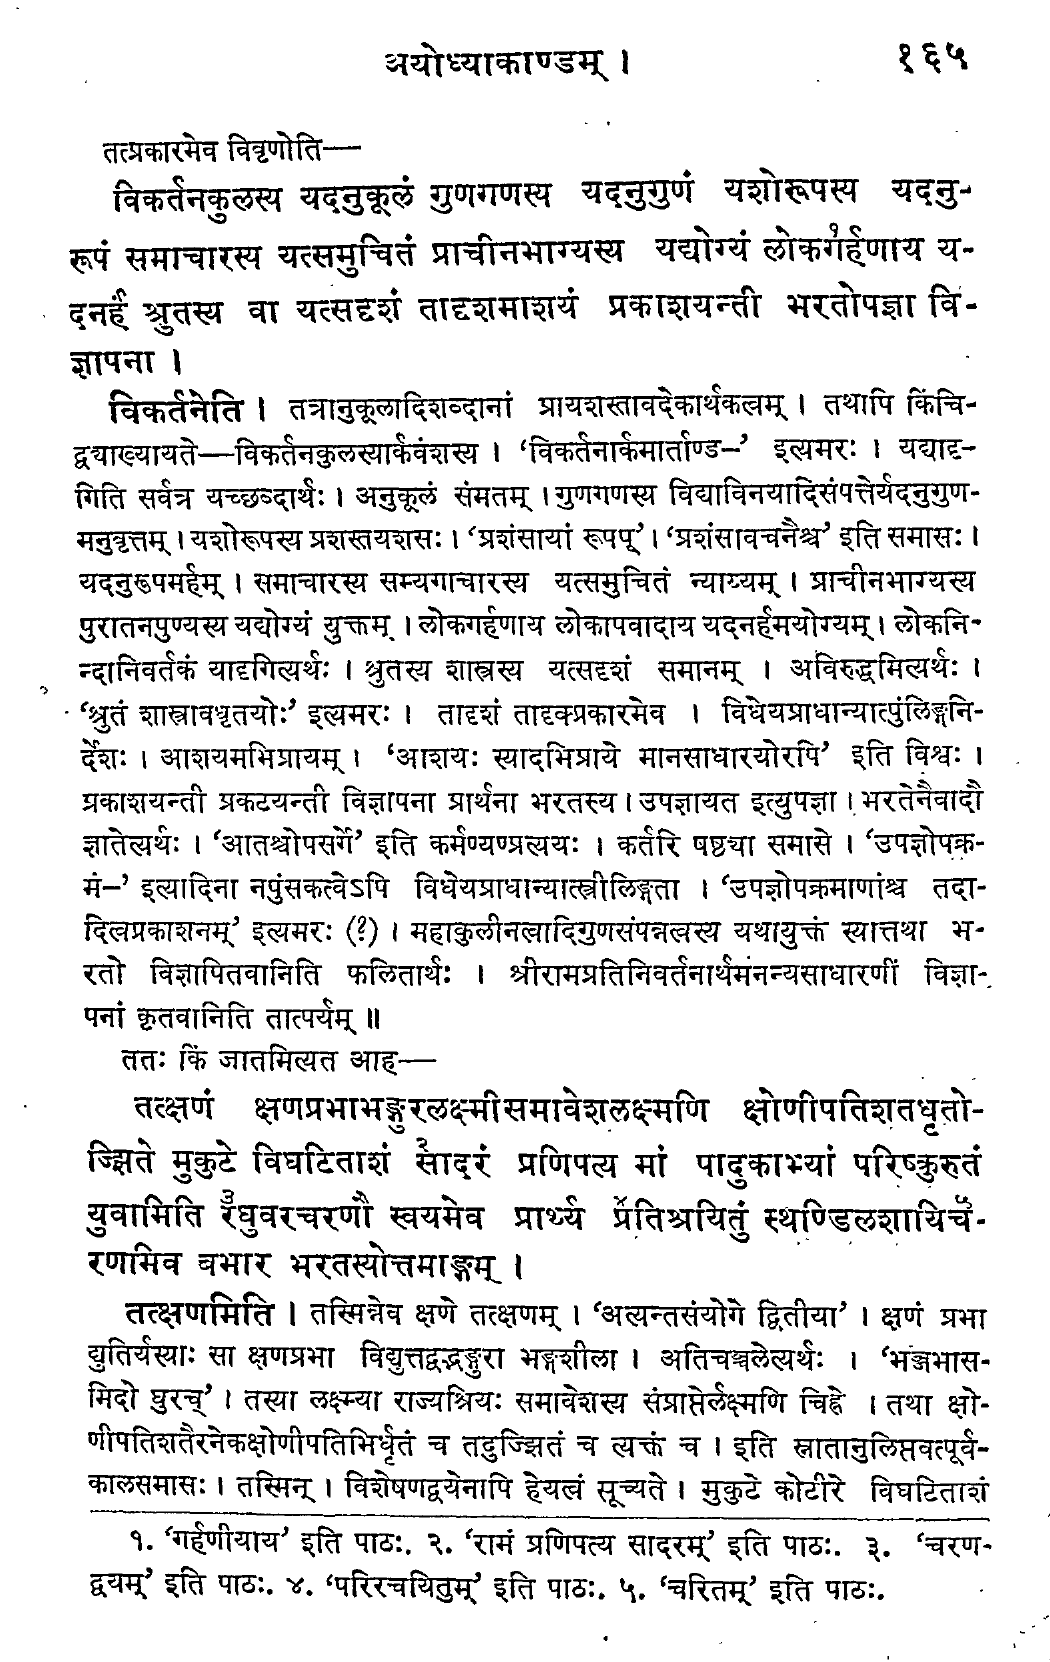 अयोध्याकाण्डम् । १६५
तत्प्रकारमेव विवृणोति—
विकर्तनकुलस्य यदनुकूलं गुणगणस्य यदनुगुणं यशोरूपस्य यदनु-
रूपं समाचारस्य यत्समुचितं प्राचीनभाग्यस्य यद्योग्यं लोकगर्हणाय य-
दनर्हं श्रुतस्य वा यत्सदृशं तादृशमाशयं प्रकाशयन्ती भरतोपज्ञा वि-
ज्ञापना ।
विकर्तनेति । तत्रानुकूलादिशब्दानां प्रायशस्तावदेकार्थकत्वम् । तथापि किंचि-
द्व्याख्यायते—विकर्तनकुलस्यार्कवंशस्य । ‘विकर्तनार्कमार्ताण्ड–’ इत्यमरः । यद्यादृ-
गिति सर्वत्र यच्छब्दार्थः । अनुकूलं संमतम् । गुणगणस्य विद्याविनयादिसंपत्तेर्यदनुगुण-
मनुवृत्तम् । यशोरूपस्य प्रशस्तयशसः । ‘प्रशंसायां रूपप्’ । ‘प्रशंसावचनैश्च’ इति समासः ।
यदनुरूपमर्हम् । समाचारस्य सम्यगाचारस्य यत्समुचितं न्याय्यम् । प्राचीनभाग्यस्य
पुरातनपुण्यस्य यद्योग्यं युक्तम् । लोकगर्हणाय लोकापवादाय यदनर्हमयोग्यम् । लोकनि-
न्दानिवर्तकं यादृगित्यर्थः । श्रुतस्य शास्त्रस्य यत्सदृशं समानम् । अविरुद्धमित्यर्थः ।
‘श्रुतं शास्त्रावधृतयोः’ इत्यमरः । तादृशं तादृक्प्रकारमेव । विधेयप्राधान्यात्पुंलिङ्गनि-
र्देशः । आशयमभिप्रायम् । ‘आशयः स्यादभिप्राये मानसाधारयोरपि’ इति विश्वः ।
प्रकाशयन्ती प्रकटयन्ती विज्ञापना प्रार्थना भरतस्य । उपज्ञायत इत्युपज्ञा । भरतेनैवादौ
ज्ञातेत्यर्थः । ‘आतश्चोपसर्गे’ इति कर्मण्यण्प्रत्ययः । कर्तरि षष्ठ्या समासे । ‘उपज्ञोपक्र-
मं–’ इत्यादिना नपुंसकत्वेऽपि विधेयप्राधान्यात्स्त्रीलिङ्गता । ‘उपज्ञोपक्रमाणांश्च तदा-
दित्वप्रकाशनम्’ इत्यमरः (?) । महाकुलीनत्वादिगुणसंपन्नत्वस्य यथायुक्तं स्यात्तथा भ-
रतो विज्ञापितवानिति फलितार्थः । श्रीरामप्रतिनिवर्तनार्थमनन्यसाधारणीं विज्ञा-
पनां कृतवानिति तात्पर्यम् ॥
ततः किं जातमित्यत आह—
तत्क्षणं क्षणप्रभाभङ्गुरलक्ष्मीसमावेशलक्ष्मणि क्षोणीपतिशतधृतो-
ज्झिते मुकुटे विघटिताशं सा२दरं प्रणिपत्य मां पादुकाभ्यां परिष्कुरुतं
युवामिति र३घुवरचरणौ स्वयमेव प्रार्थ्य प्र४तिश्रयितुं स्थण्डिलशायिच५-
रणमिव बभार भरतस्योत्तमाङ्गम् ।
तत्क्षणमिति । तस्मिन्नेव क्षणे तत्क्षणम् । ‘अत्यन्तसंयोगे द्वितीया’ । क्षणं प्रभा
द्युतिर्यस्याः सा क्षणप्रभा विद्युत्तद्वद्भङ्गुरा भङ्गशीला । अतिचञ्चलेत्यर्थः । ‘भञ्जभास-
मिदो घुरच्’ । तस्या लक्ष्म्या राज्यश्रियः समावेशस्य संप्राप्तेर्लक्ष्मणि चिह्ने । तथा क्षो-
णीपतिशतैरनेकक्षोणीपतिभिर्धृतं च तदुज्झितं च त्यक्तं च । इति स्नातानुलिप्तवत्पूर्व-
कालसमासः । तस्मिन् । विशेषणद्वयेनापि हेयत्वं सूच्यते । मुकुटे कोटीरे विघटिताशं
१. ‘गर्हणीयाय’ इति पाठः. २. ‘रामं प्रणिपत्य सादरम्’ इति पाठः. ३. ‘चरण-
द्वयम्’ इति पाठः. ४. ‘परिरचयितुम्’ इति पाठः. ५. ‘चरितम्’ इति पाठः.